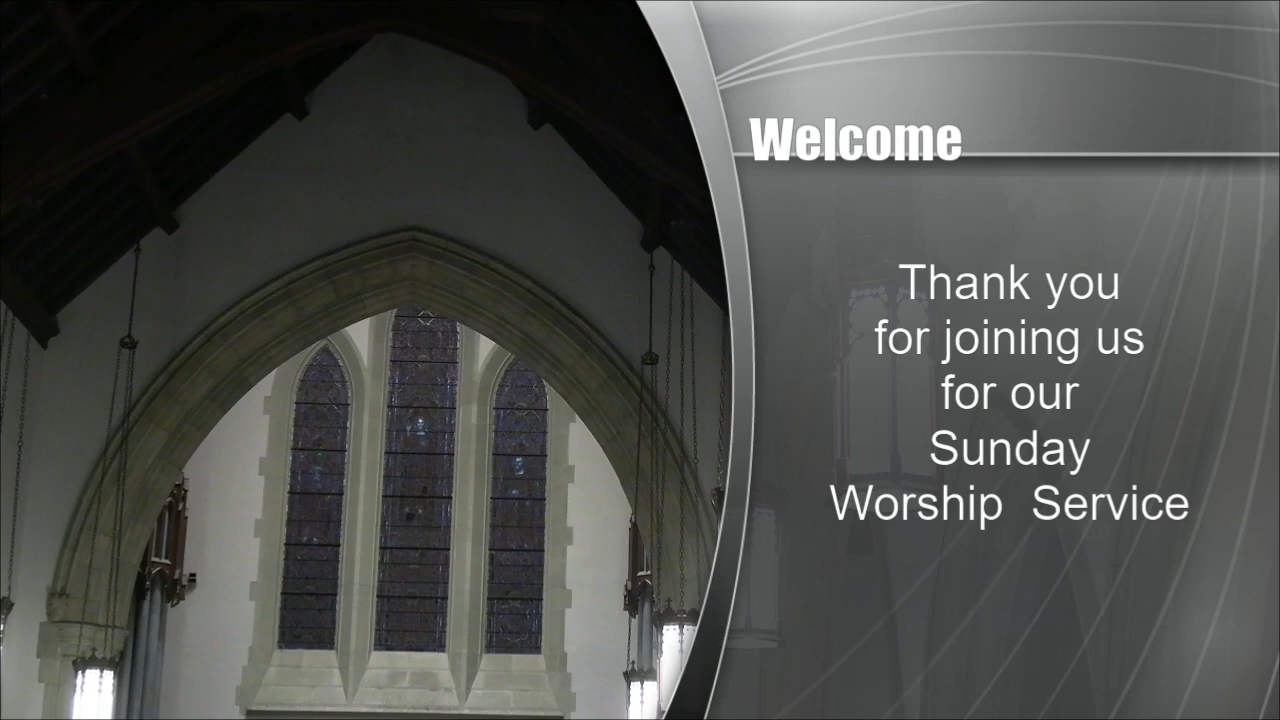 Welcome
Thank you
for joining us
for our
Sunday
Worship  Service